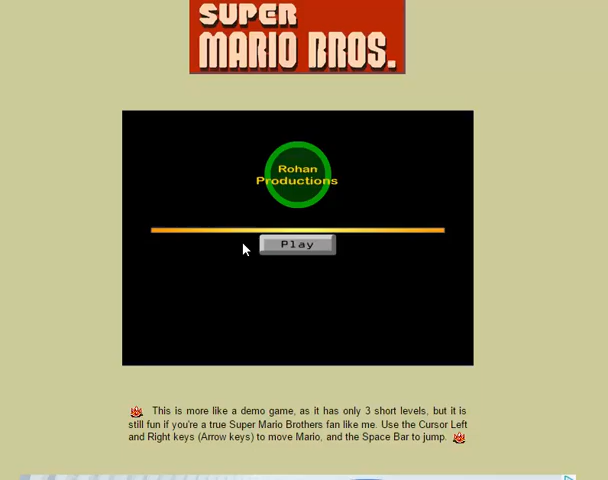 SUPER
MARIO BROS.
Rohan
Productions
Play
This is more like a demo game, as it has only 3 short levels, but it is
still fun if you're a true Super Mario Brothers fan like me. Use the Cursor Left
and Right keys (Arrow keys) to move Mario, and the Space Bar to jump.